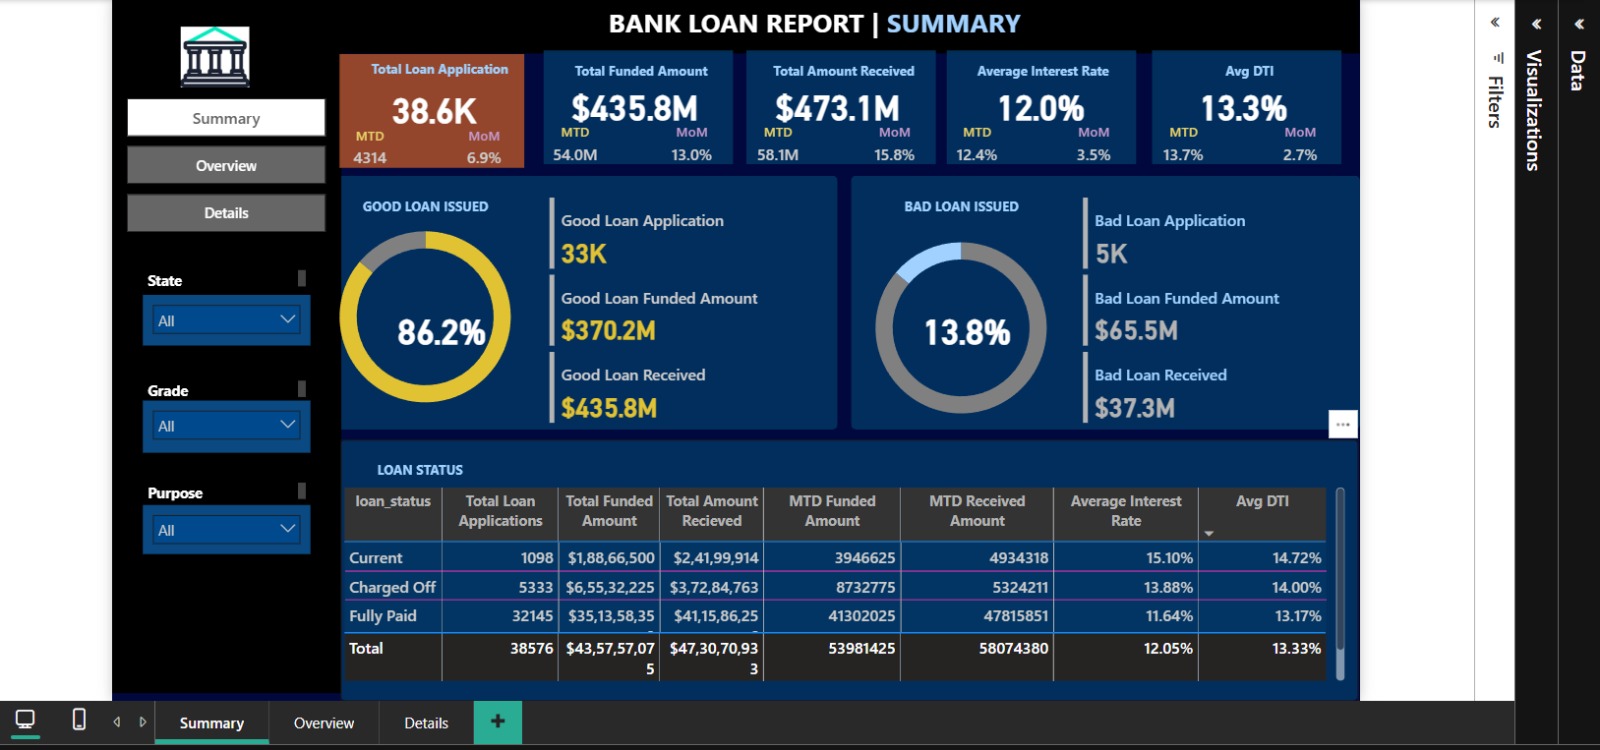 BANK LOAN REPORT | SUMMARY
Summary
Overview
Details
State
All
Grade
All
Purpose
All
Total Loan Application
38.6K
MTD MoM
4314 6.9%
Total Funded Amount
$435.8M
MTD MoM
54.0M 13.0%
Total Amount Received
$473.1M
MTD MoM
58.1M 15.8%
Average Interest Rate
12.0%
MTD MoM
12.4% 3.5%
Avg DTI
13.3%
MTD MoM
13.7% 2.7%
GOOD LOAN ISSUED
86.2%
Good Loan Application
33K
Good Loan Funded Amount
$370.2M
Good Loan Received
$435.8M
BAD LOAN ISSUED
13.8%
Bad Loan Application
5K
Bad Loan Funded Amount
$65.5M
Bad Loan Received
$37.3M
LOAN STATUS
loan_status Total Loan Total Funded Total Amount MTD Funded MTD Received Average Interest Avg DTI
Applications Amount Recieved Amount Amount Rate
Current 1098 $1,88,66,500 $2,41,99,914 3946625 4934318 15.10% 14.72%
Charged Off 5333 $6,55,32,225 $3,72,84,763 8732775 5324211 13.88% 14.00%
Fully Paid 32145 $35,13,58,35 $41,15,86,25 41302025 47815851 11.64% 13.17%
Total 38576 $43,57,57,07 $47,30,70,93 53981425 58074380 12.05% 13.33%
5 3
Filters
Visualizations
Data
Summary Overview Details +